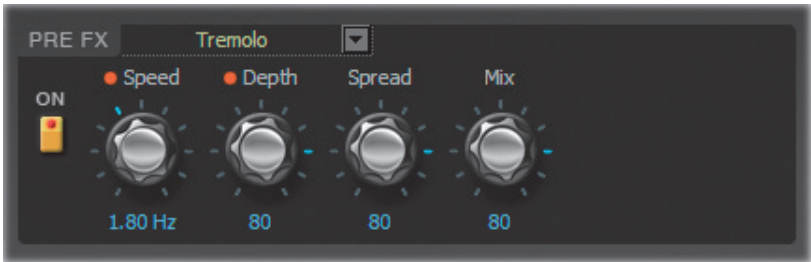 PRE FX Tremolo
ON Speed Depth Spread Mix
1.80 Hz 80 80 80